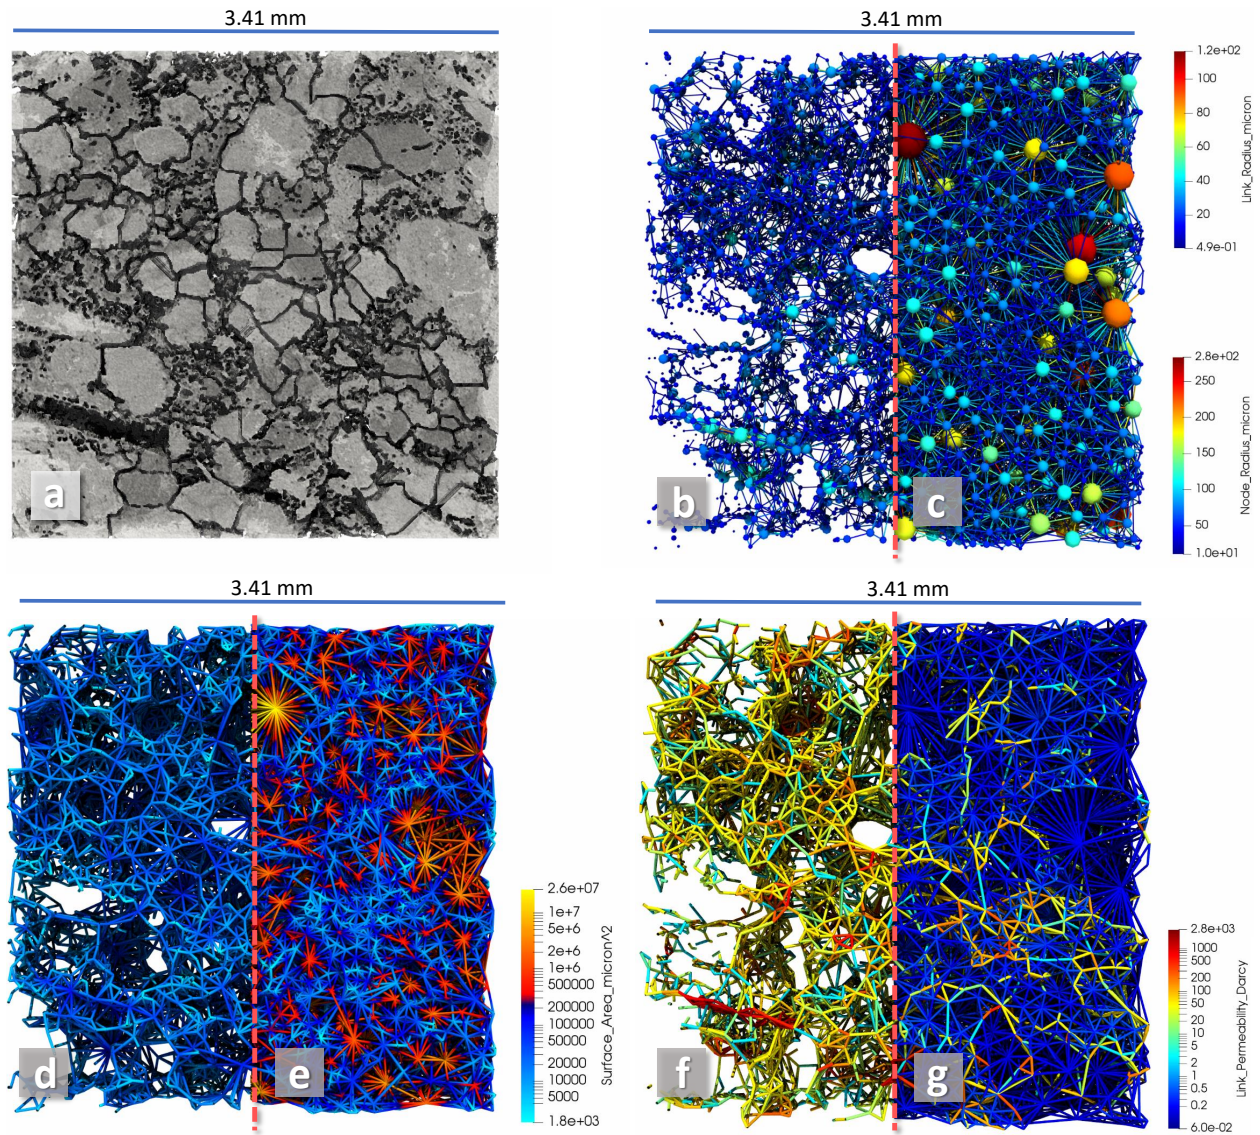 3.41 mm
3.41 mm
a
b
c
1.2e+02
100
80
60
40
20
4.9e-01
Link_Radius_micron
2.8e+02
250
200
150
100
50
1.0e+01
Node_Radius_micron
3.41 mm
3.41 mm
d
e
2.6e+07
1e+7
5e+6
2e+6
1e+6
500000
200000
100000
50000
20000
10000
5000
1.8e+03
Surface_Area_micron^2
f
g
2.8e+03
1000
500
200
100
50
20
10
5
2
1
0.5
0.2
6.0e-02
Link_Permeability_Darcy